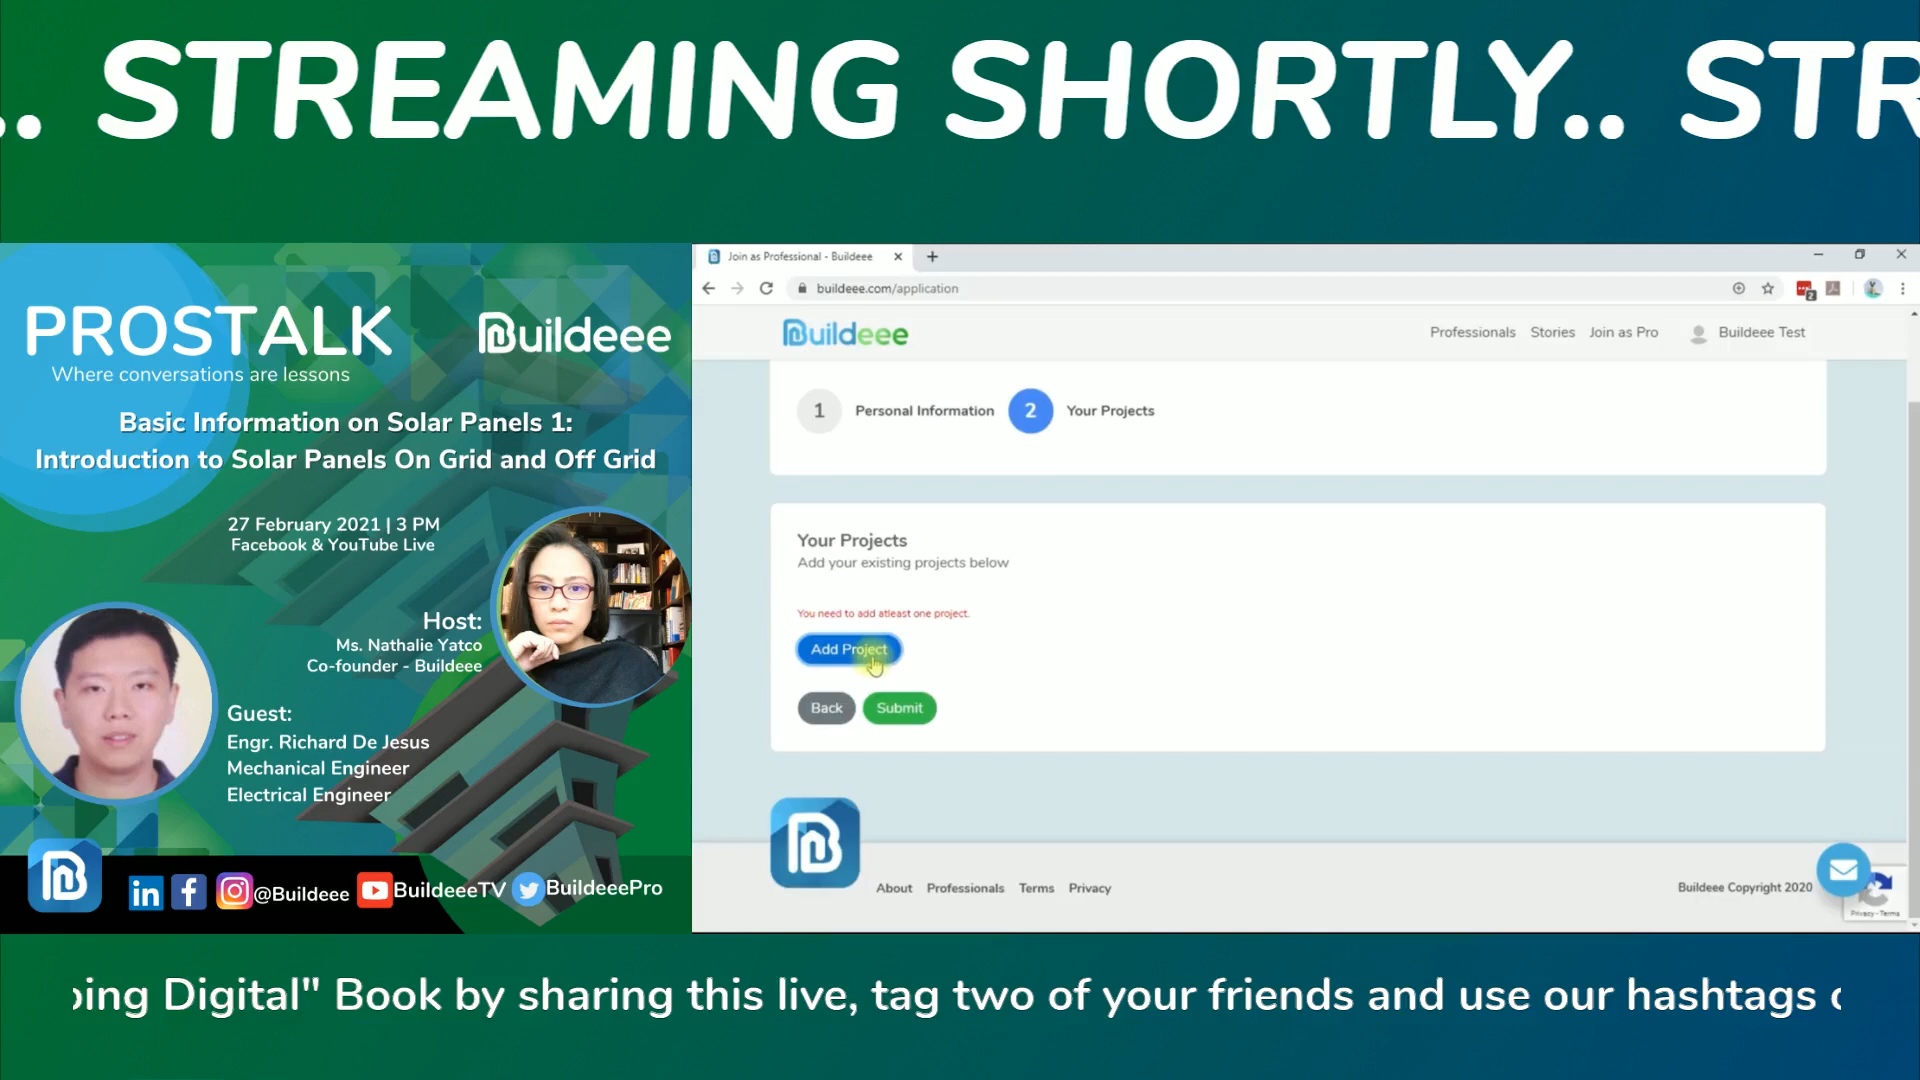 .. STREAMING SHORTLY.. STR
PROSTALK
Buildeee
Where conversations are lessons
Basic Information on Solar Panels 1:
Introduction to Solar Panels On Grid and Off Grid
27 February 2021 | 3 PM
Facebook & YouTube Live
Host:
Ms. Nathalie Yatco
Co-founder - Buildeee
Guest:
Engr. Richard De Jesus
Mechanical Engineer
Electrical Engineer
@Buildeee
BuildeeeTV
BuildeeePro
Join as Professional - Buildeee
buildeee.com/application
Buildeee
Professionals Stories Join as Pro Buildeee Test
1 Personal Information 2 Your Projects
Your Projects
Add your existing projects below
You need to add atleast one project.
Add Project
Back Submit
About Professionals Terms Privacy
Buildeee Copyright 2020
Privacy - Terms
ping Digital" Book by sharing this live, tag two of your friends and use our hashtags